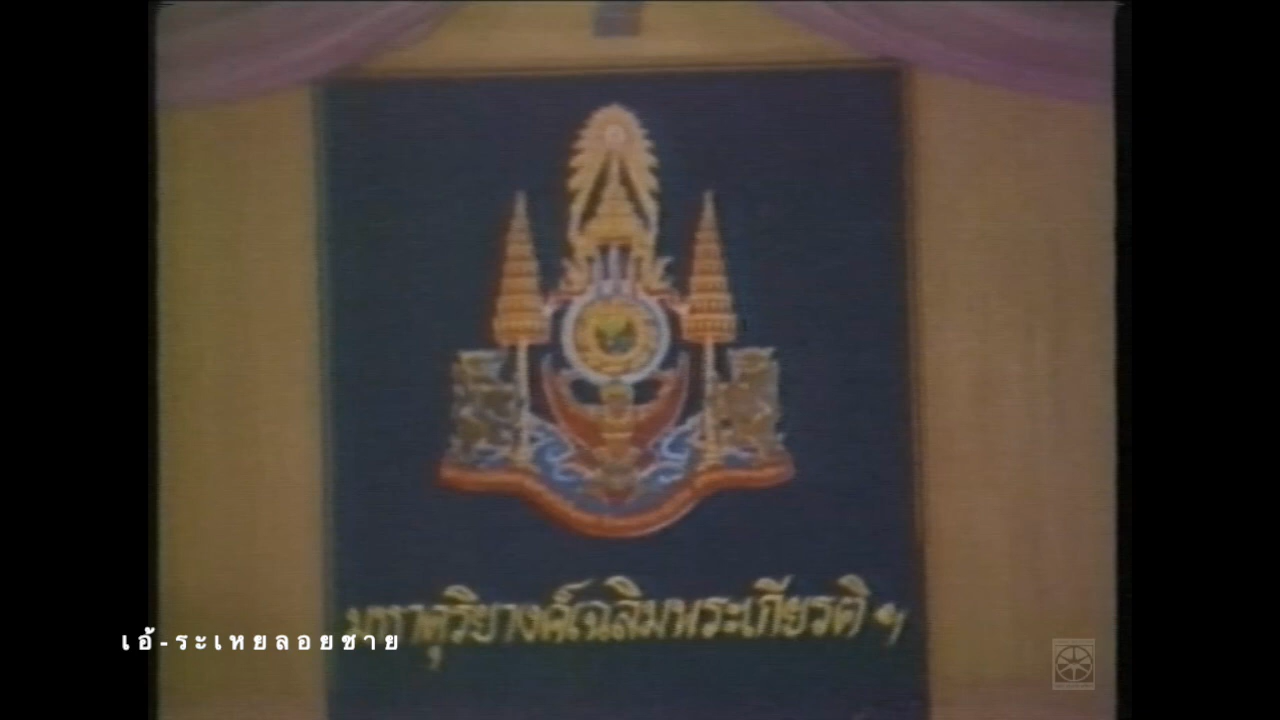 มหาดุริยางค์เฉลิมพระเกียรติ ฯ
เอ้-ระเหยลอยชาย